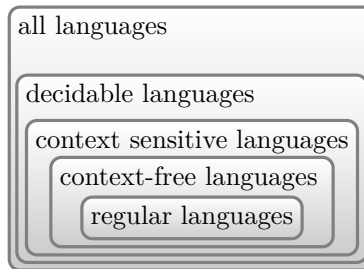 all languages
decidable languages
context sensitive languages
context-free languages
regular languages